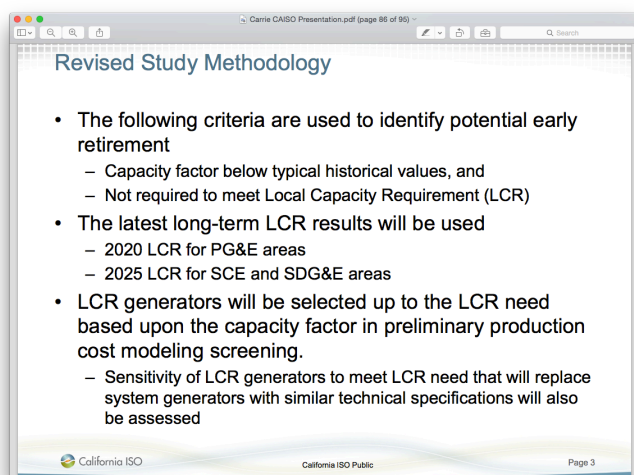 Carrie CAISO Presentation.pdf (page 86 of 95)
Search
Revised Study Methodology
• The following criteria are used to identify potential early
retirement
– Capacity factor below typical historical values, and
– Not required to meet Local Capacity Requirement (LCR)
• The latest long-term LCR results will be used
– 2020 LCR for PG&E areas
– 2025 LCR for SCE and SDG&E areas
• LCR generators will be selected up to the LCR need
based upon the capacity factor in preliminary production
cost modeling screening.
– Sensitivity of LCR generators to meet LCR need that will replace
system generators with similar technical specifications will also
be assessed
California ISO
California ISO Public
Page 3